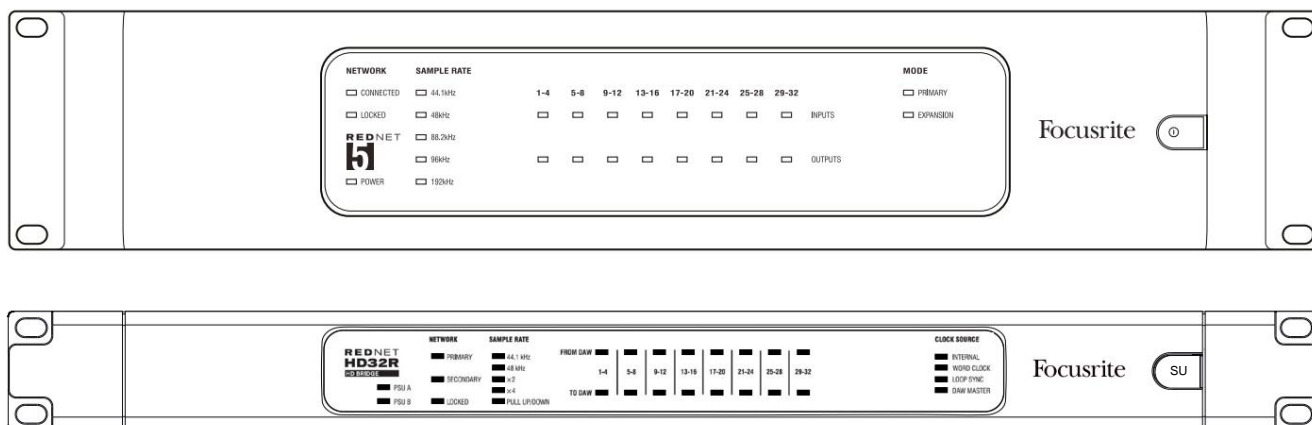 NETWORK SAMPLE RATE MODE
CONNECTED 44.1kHz 1-4 5-8 9-12 13-16 17-20 21-24 25-28 29-32 PRIMARY
LOCKED 48kHz INPUTS EXPANSION
REDNET 88.2kHz Focusrite
5 96kHz OUTPUTS
POWER 192kHz
NETWORK SAMPLE RATE CLOCK SOURCE
REDNET PRIMARY 44.1 kHz FROM DAW INTERNAL
HD32R 48 kHz WORD CLOCK
HD BRIDGE SECONDARY x2 1-4 5-8 9-12 13-16 17-20 21-24 25-28 29-32 LOOP SYNC Focusrite SU
PSU A x4 TO DAW DAW MASTER
PSU B LOCKED PULL UP/DOWN